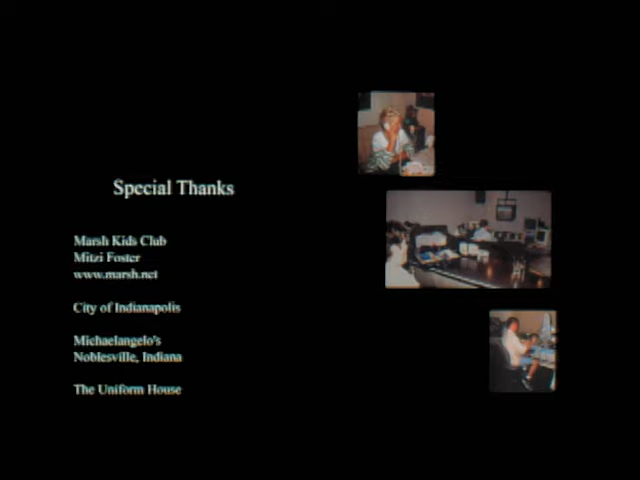 Special Thanks
Marsh Kids Club
Mitzi Foster
www.marsh.net
City of Indianapolis
Michaelangelo's
Noblesville, Indiana
The Uniform House